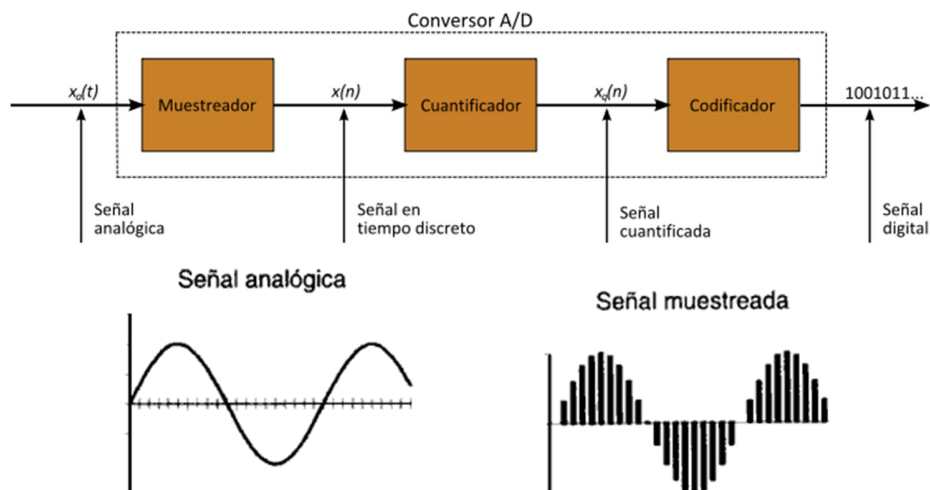 Conversor A/D
xₐ(t)
Muestreador
x(n)
Cuantificador
x_q(n)
Codificador
1001011...
Señal
analógica
Señal en
tiempo discreto
Señal
cuantificada
Señal
digital
Señal analógica
Señal muestreada